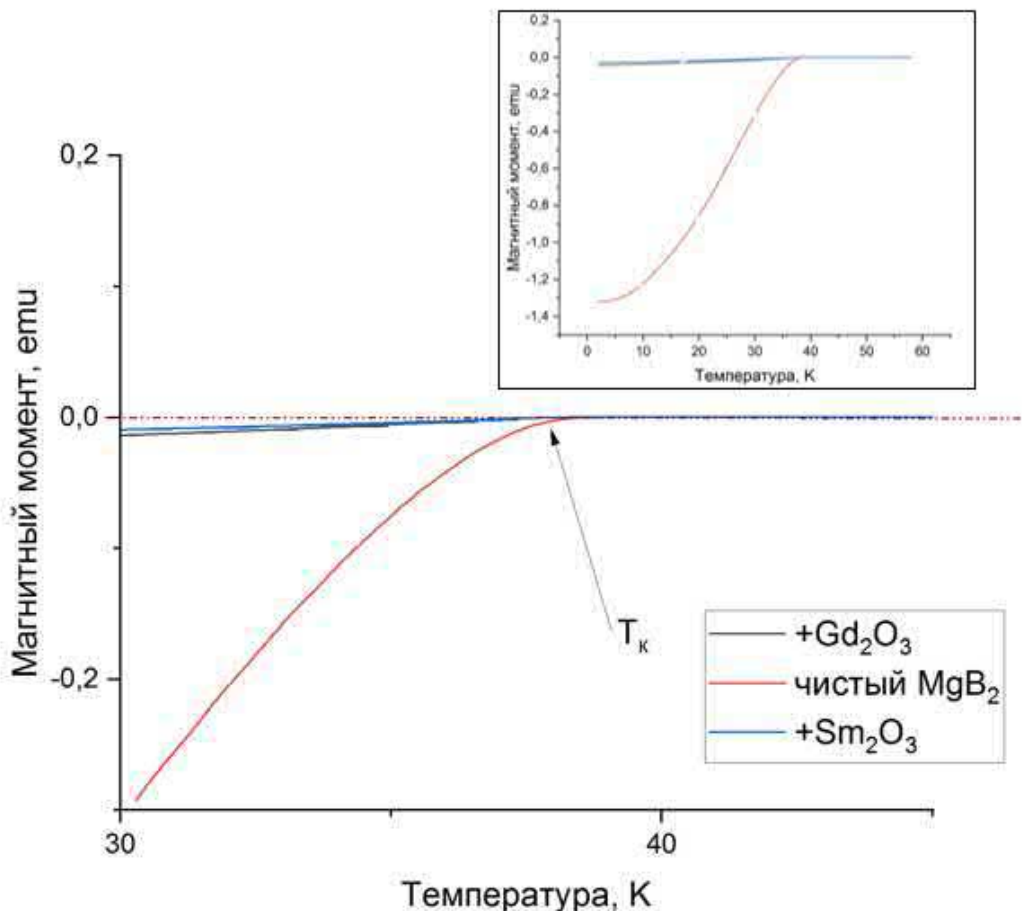 0,2
0,0
-0,2
-0,4
-0,6
-0,8
-1,0
-1,2
-1,4
Магнитный момент, emu
0 10 20 30 40 50 60
Температура, K
0,2
0,0
-0,2
Магнитный момент, emu
Tк
+Gd₂O₃
чистый MgB₂
+Sm₂O₃
30 40
Температура, K